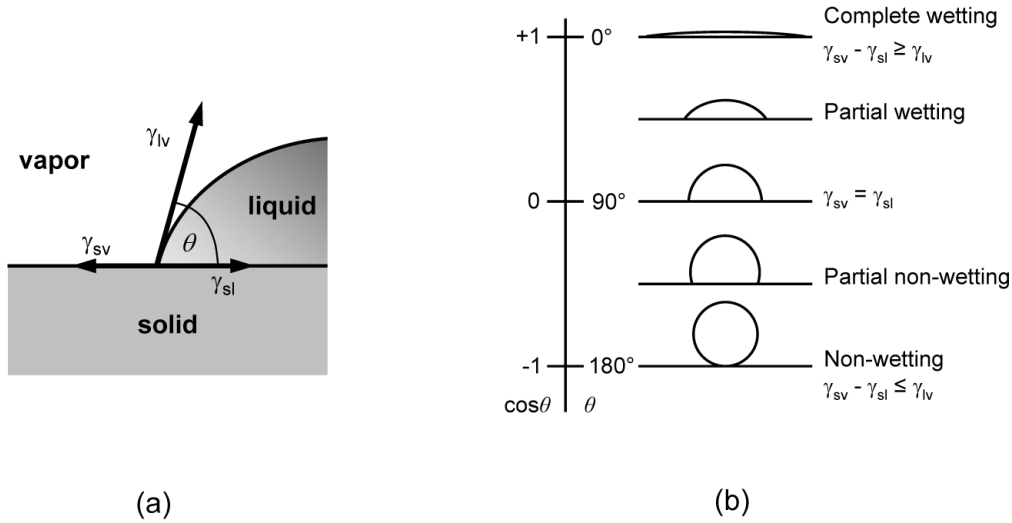 γlv
vapor
liquid
θ
γsv
γsl
solid
(a)
+1 0° Complete wetting
γsv - γsl ≥ γlv
Partial wetting
0 90° γsv = γsl
Partial non-wetting
-1 180° Non-wetting
γsv - γsl ≤ γlv
cosθ θ
(b)